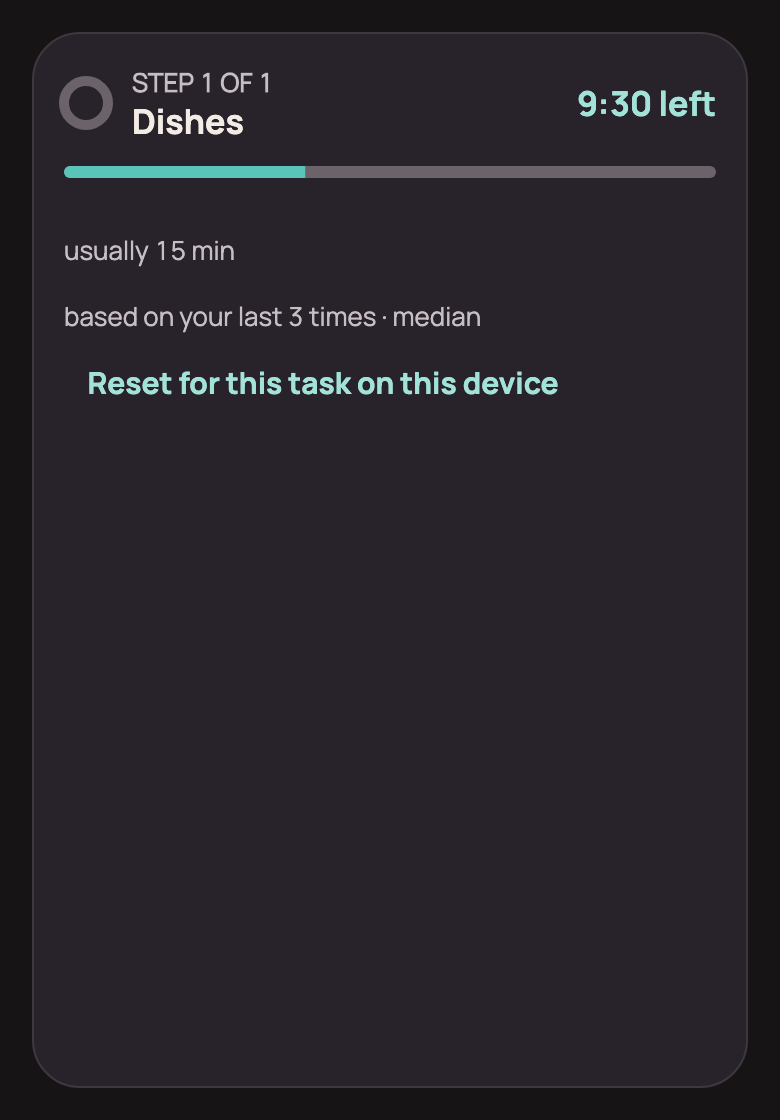 STEP 1 OF 1
Dishes
9:30 left
usually 15 min
based on your last 3 times · median
Reset for this task on this device